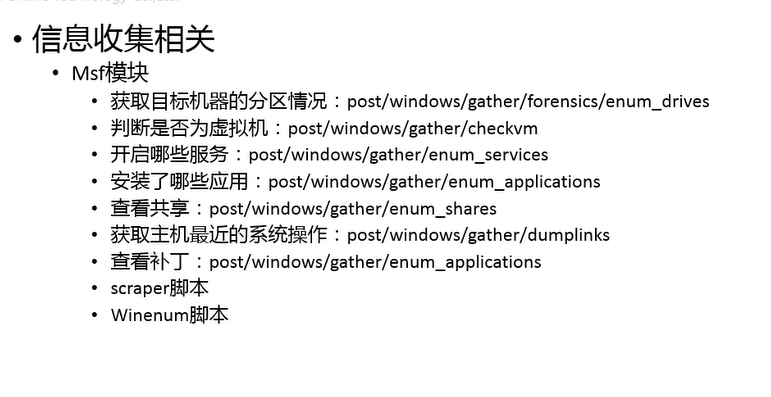 • 信息收集相关
• Msf模块
• 获取目标机器的分区情况：post/windows/gather/forensics/enum_drives
• 判断是否为虚拟机：post/windows/gather/checkvm
• 开启哪些服务：post/windows/gather/enum_services
• 安装了哪些应用：post/windows/gather/enum_applications
• 查看共享：post/windows/gather/enum_shares
• 获取主机最近的系统操作：post/windows/gather/dumplinks
• 查看补丁：post/windows/gather/enum_applications
• scraper脚本
• Winenum脚本